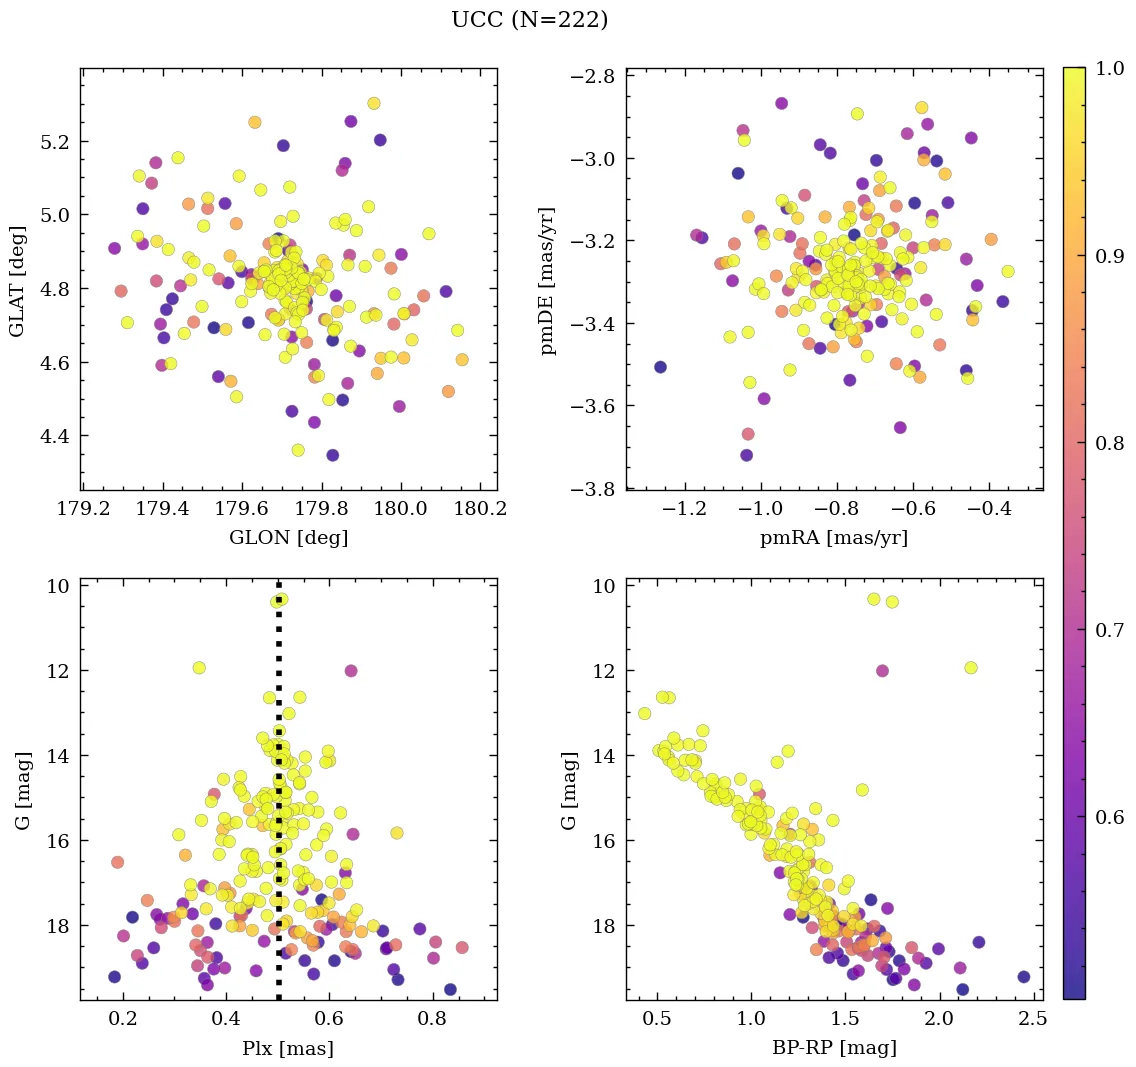 UCC (N=222)
5.2
5.0
4.8
4.6
4.4
GLAT [deg]
179.2 179.4 179.6 179.8 180.0 180.2
GLON [deg]
−2.8
−3.0
−3.2
−3.4
−3.6
−3.8
pmDE [mas/yr]
−1.2 −1.0 −0.8 −0.6 −0.4
pmRA [mas/yr]
1.0
0.9
0.8
0.7
0.6
10
12
14
16
18
G [mag]
0.2 0.4 0.6 0.8
Plx [mas]
10
12
14
16
18
G [mag]
0.5 1.0 1.5 2.0 2.5
BP-RP [mag]